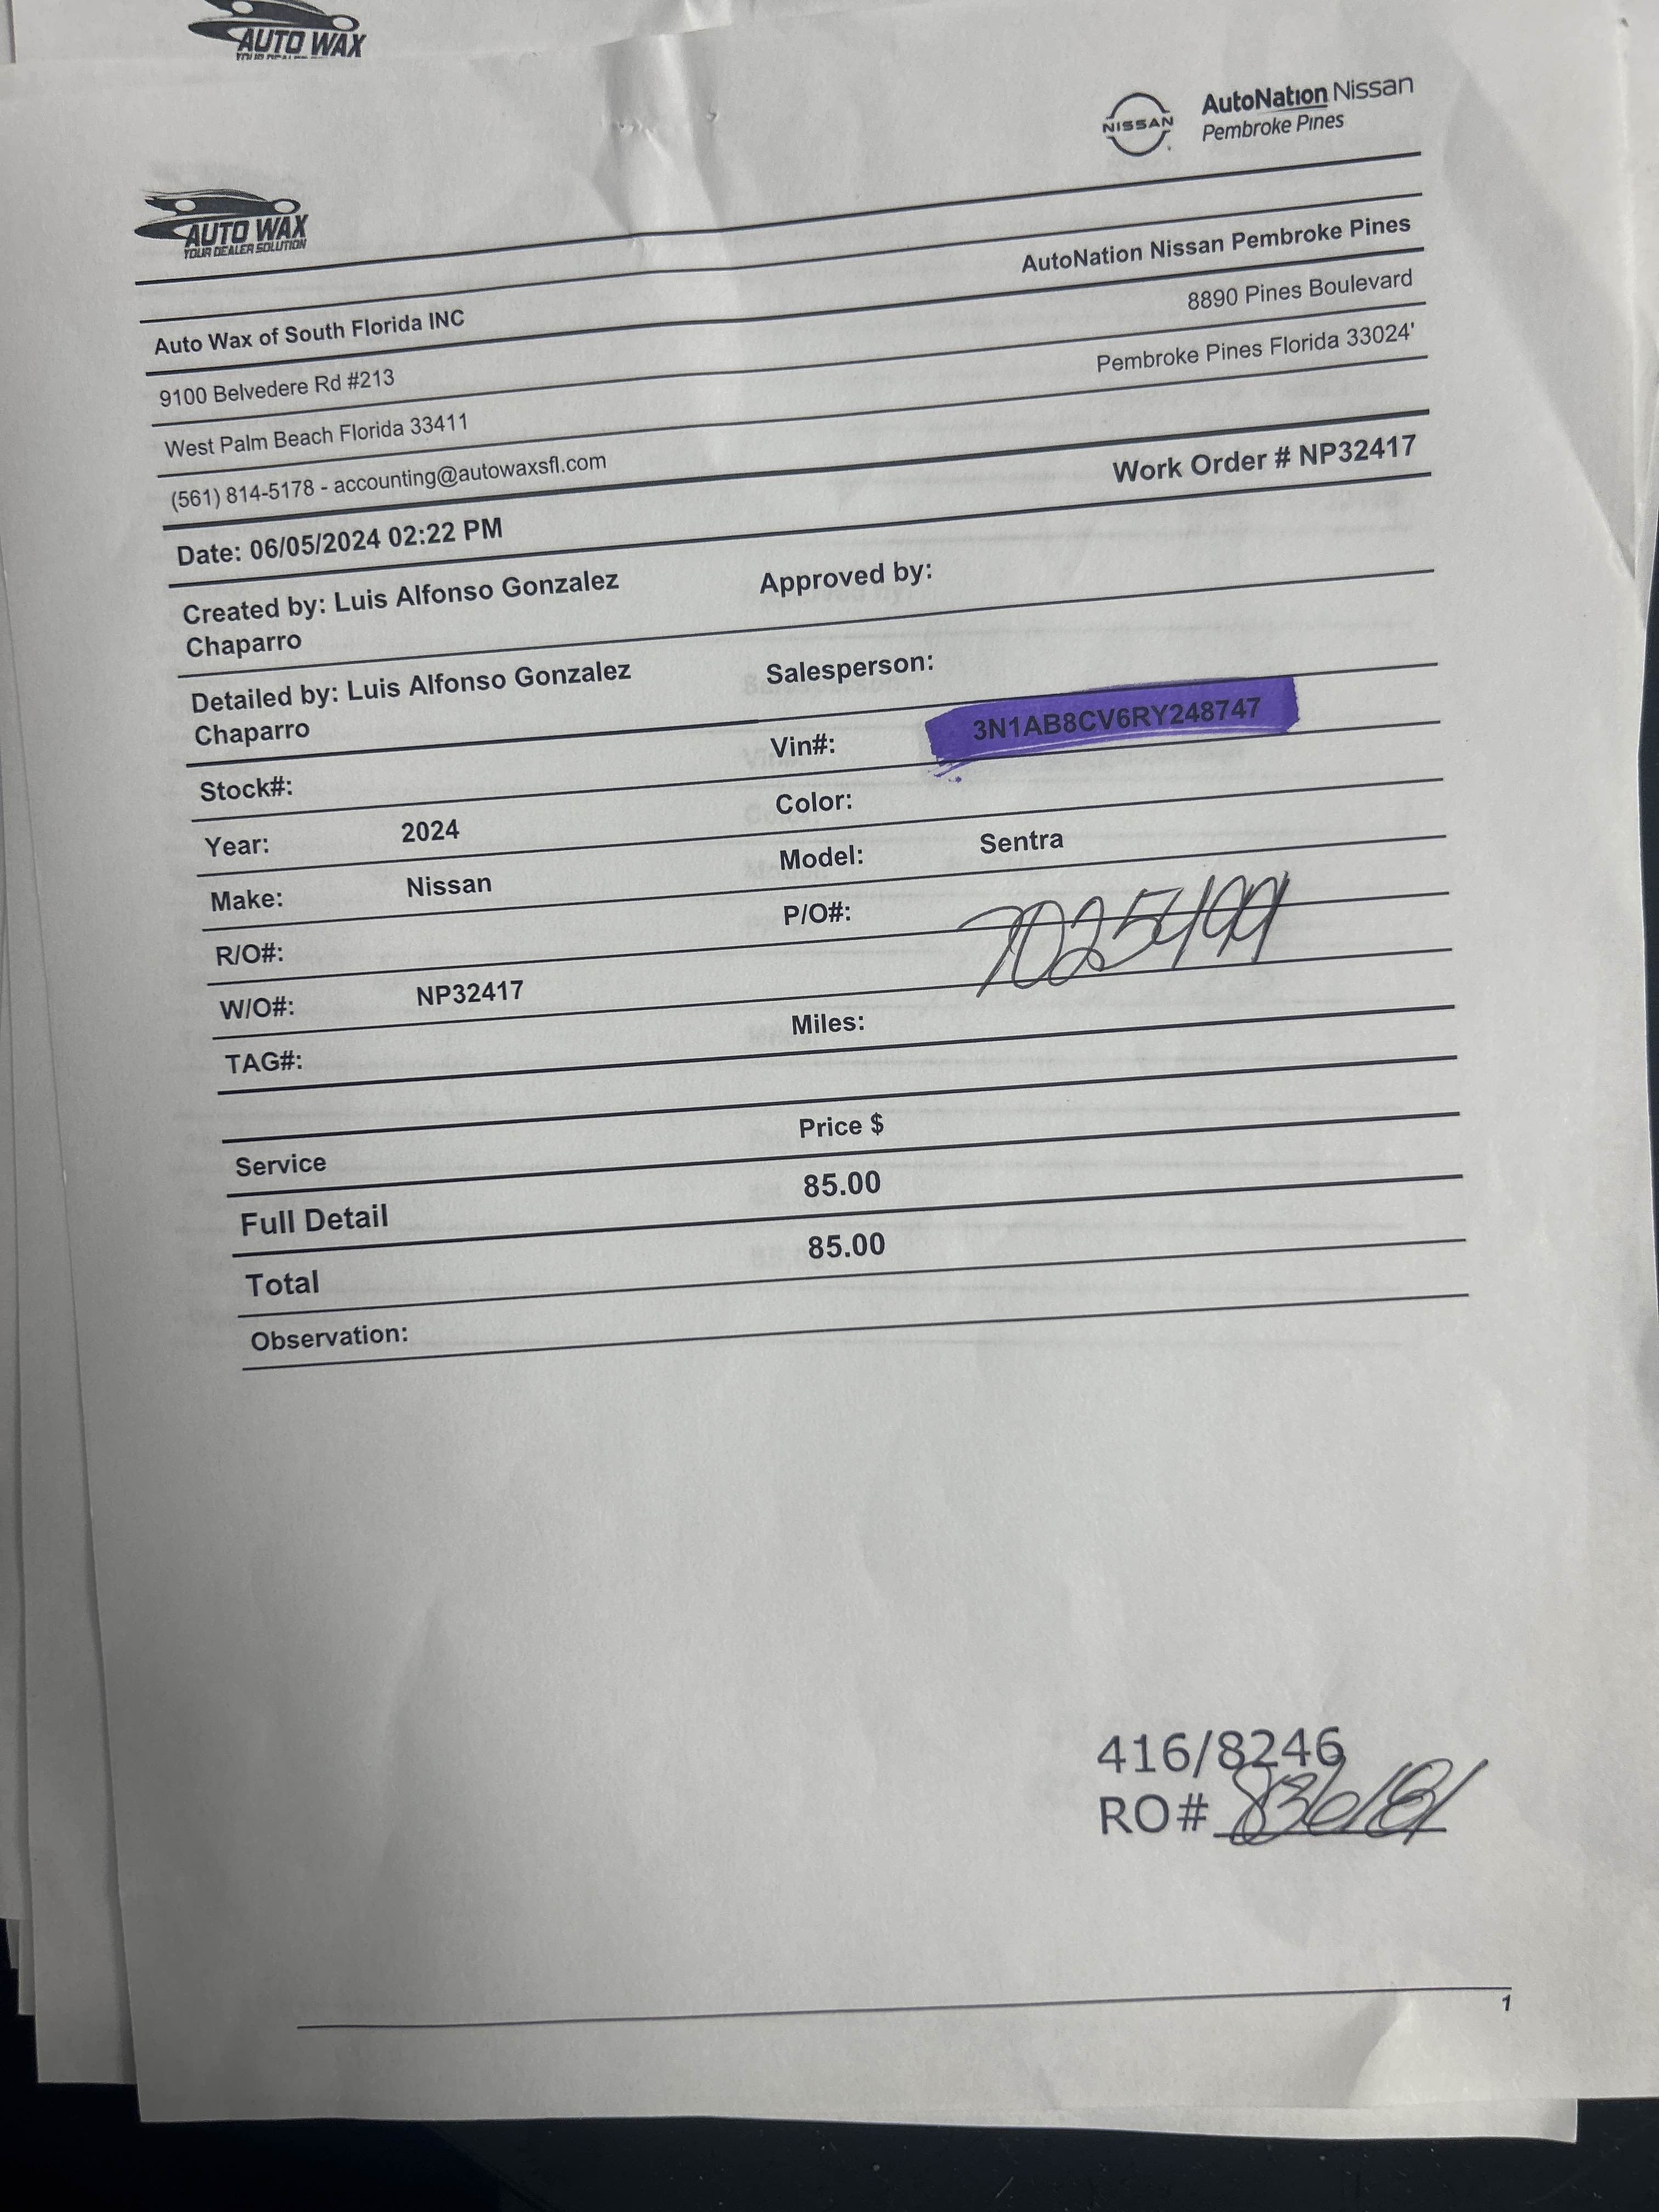 AUTO WAX
NISSAN
AutoNation Nissan
Pembroke Pines
AUTO WAX
YOUR DEALER SOLUTION
AutoNation Nissan Pembroke Pines
Auto Wax of South Florida INC
8890 Pines Boulevard
9100 Belvedere Rd #213
Pembroke Pines Florida 33024'
West Palm Beach Florida 33411
(561) 814-5178 - accounting@autowaxsfl.com
Work Order # NP32417
Date: 06/05/2024 02:22 PM
Created by: Luis Alfonso Gonzalez
Chaparro
Approved by:
Detailed by: Luis Alfonso Gonzalez
Chaparro
Salesperson:
Stock#:
Vin#: 3N1AB8CV6RY248747
Year: 2024
Color:
Make: Nissan
Model: Sentra
R/O#:
P/O#: 7025499
W/O#: NP32417
TAG#:
Miles:
Service Price $
Full Detail 85.00
Total 85.00
Observation:
416/8246
RO# 836181
1